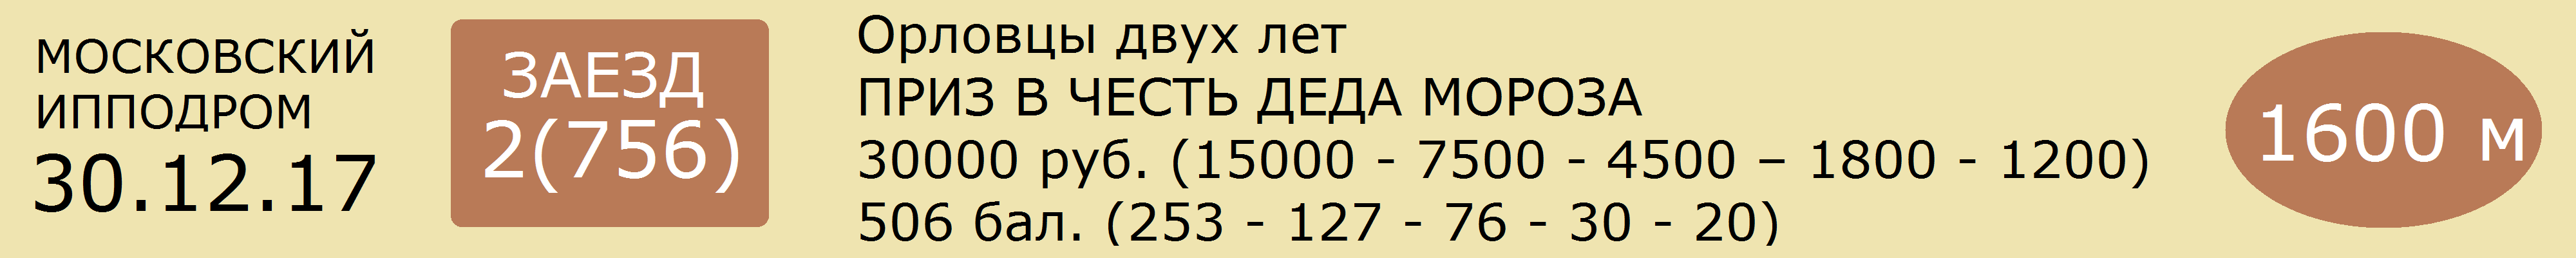 МОСКОВСКИЙ
ИППОДРОМ
30.12.17
ЗАЕЗД
2(756)
Орловцы двух лет
ПРИЗ В ЧЕСТЬ ДЕДА МОРОЗА
30000 руб. (15000 - 7500 - 4500 – 1800 - 1200)
506 бал. (253 - 127 - 76 - 30 - 20)
1600 м